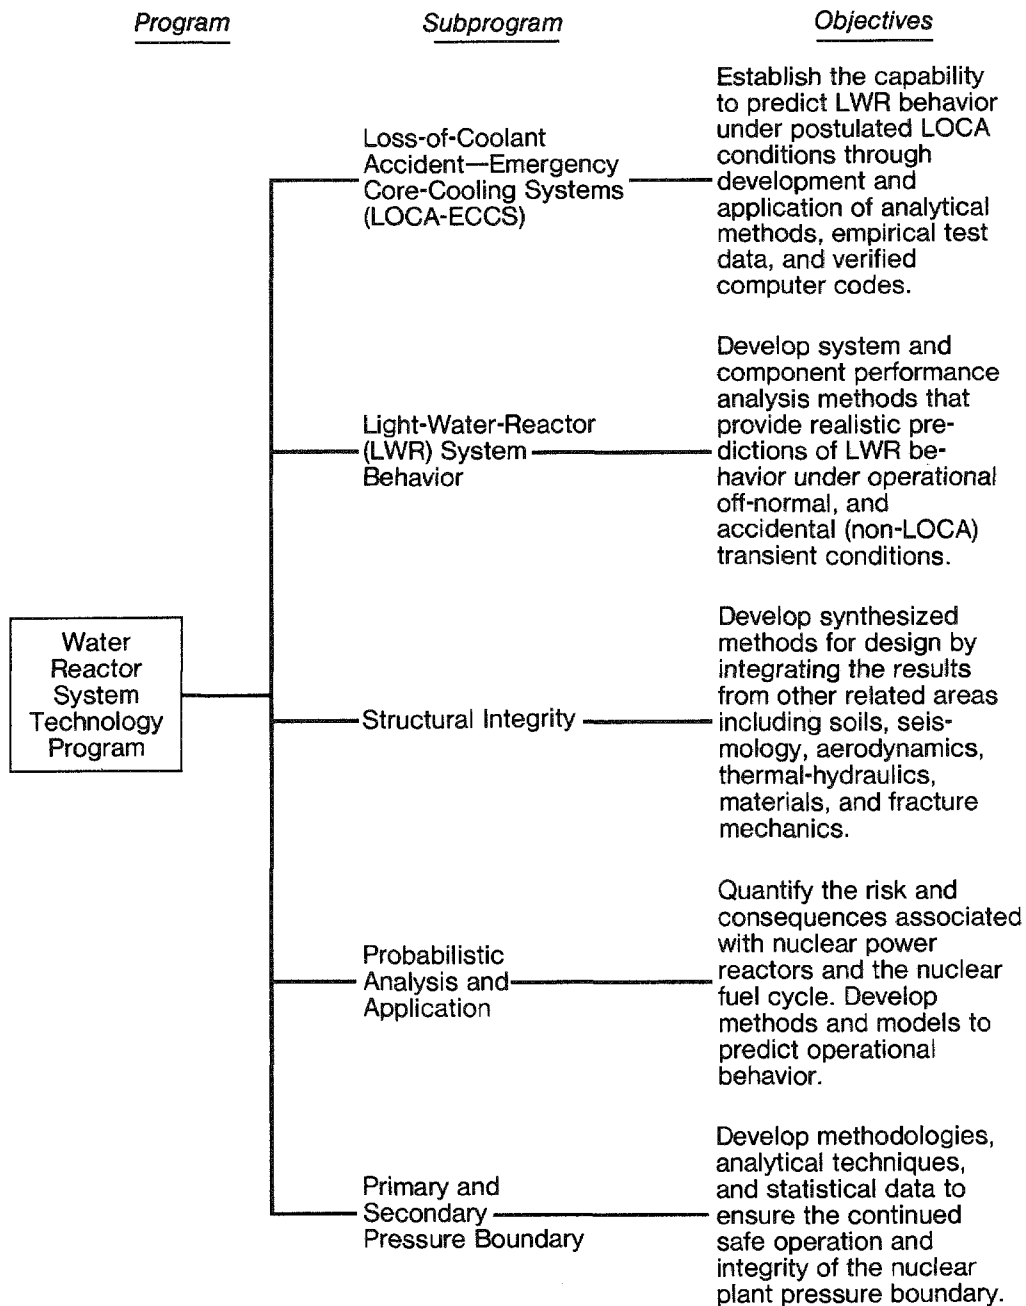 Program
Subprogram
Objectives
Loss-of-Coolant
Accident—Emergency
Core-Cooling Systems
(LOCA-ECCS)
Establish the capability
to predict LWR behavior
under postulated LOCA
conditions through
development and
application of analytical
methods, empirical test
data, and verified
computer codes.
Light-Water-Reactor
(LWR) System
Behavior
Develop system and
component performance
analysis methods that
provide realistic pre-
dictions of LWR be-
havior under operational
off-normal, and
accidental (non-LOCA)
transient conditions.
Water
Reactor
System
Technology
Program
Structural Integrity
Develop synthesized
methods for design by
integrating the results
from other related areas
including soils, seis-
mology, aerodynamics,
thermal-hydraulics,
materials, and fracture
mechanics.
Probabilistic
Analysis and
Application
Quantify the risk and
consequences associated
with nuclear power
reactors and the nuclear
fuel cycle. Develop
methods and models to
predict operational
behavior.
Primary and
Secondary
Pressure Boundary
Develop methodologies,
analytical techniques,
and statistical data to
ensure the continued
safe operation and
integrity of the nuclear
plant pressure boundary.